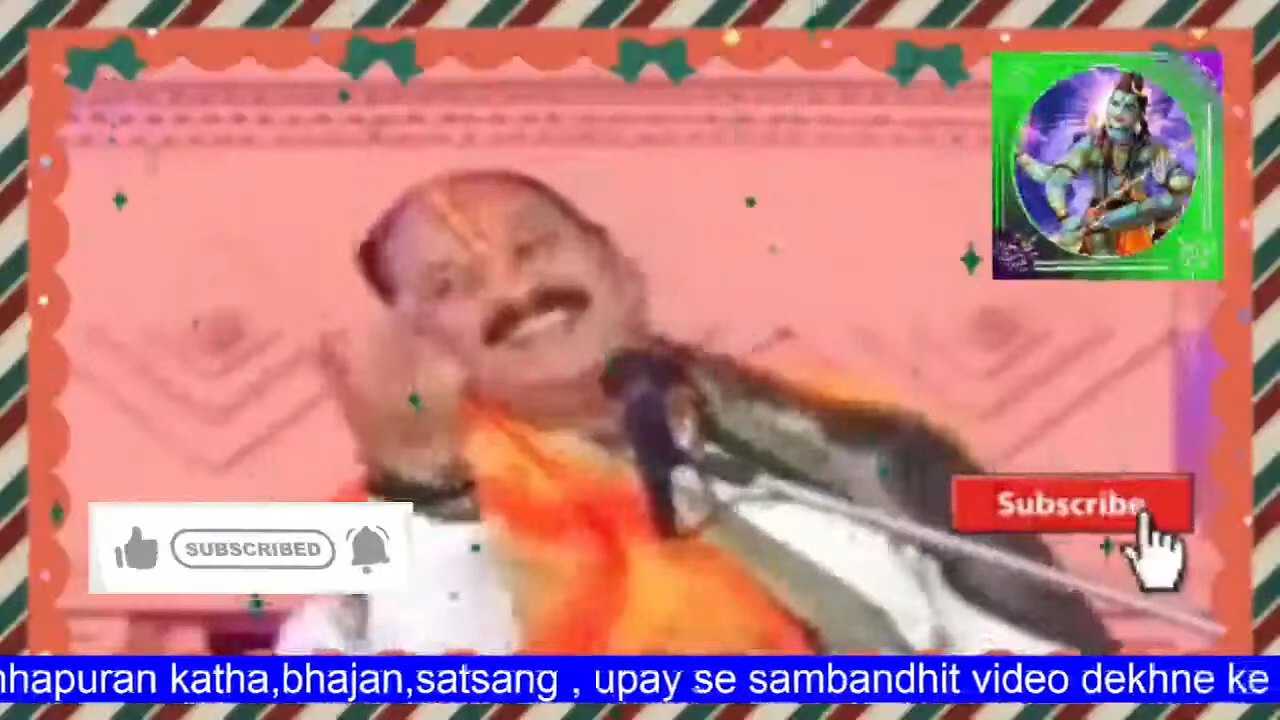 Subscribe
SUBSCRIBED
hapuran katha,bhajan,satsang , upay se sambandhit video dekhne ke